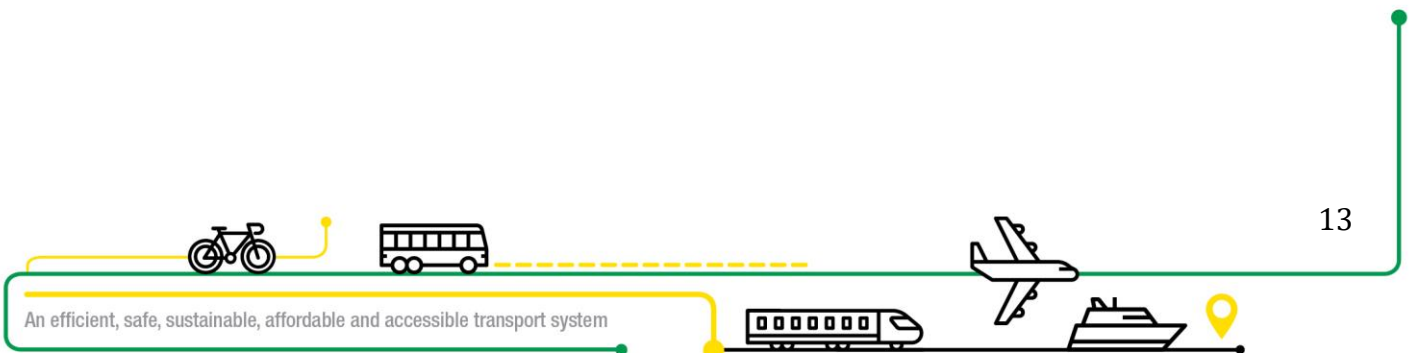 13
An efficient, safe, sustainable, affordable and accessible transport system